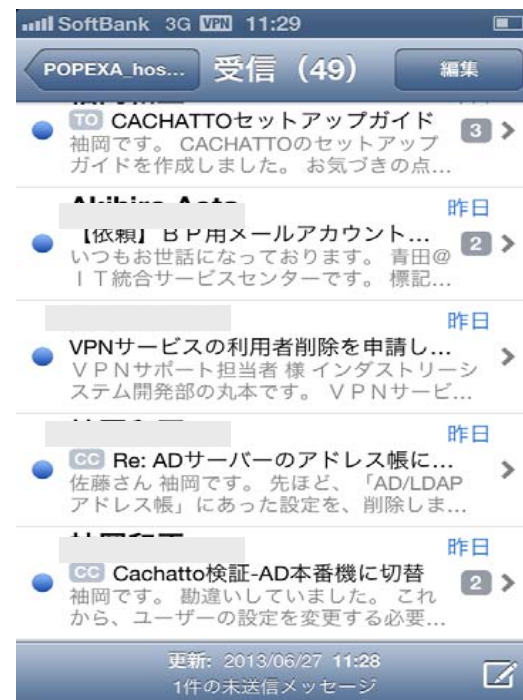 SoftBank 3G VPN 11:29
POPEXA_hos... 受信（49） 編集
TO CACHATTOセットアップガイド 3
袖岡です。 CACHATTOのセットアップ
ガイドを作成しました。 お気づきの点...
昨日
【依頼】ＢＰ用メールアカウント... 2
いつもお世話になっております。 青田@
ＩＴ統合サービスセンターです。 標記...
昨日
VPNサービスの利用者削除を申請し...
ＶＰＮサポート担当者 様 インダストリーシ
ステム開発部の丸本です。 ＶＰＮサービ...
昨日
CC Re: ADサーバーのアドレス帳に...
佐藤さん 袖岡です。 先ほど、「AD/LDAP
アドレス帳」にあった設定を、削除しま...
昨日
CC Cachatto検証-AD本番機に切替 2
袖岡です。 勘違いしていました。 これ
から、ユーザーの設定を変更する必要...
更新: 2013/06/27 11:28
1件の未送信メッセージ